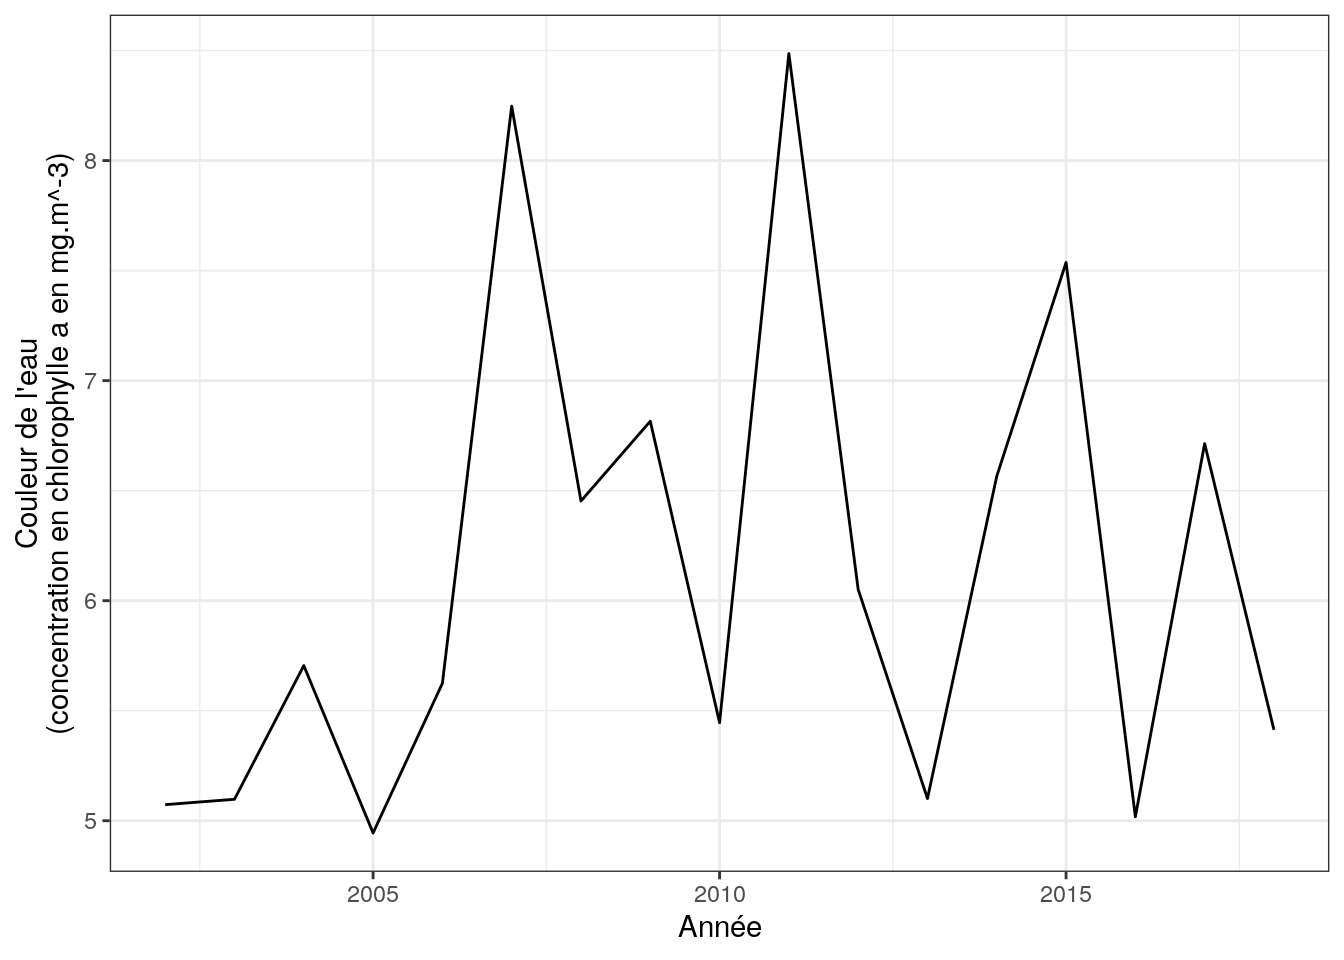 Couleur de l'eau
(concentration en chlorophylle a en mg.m^-3)
8
7
6
5
2005
2010
2015
Année